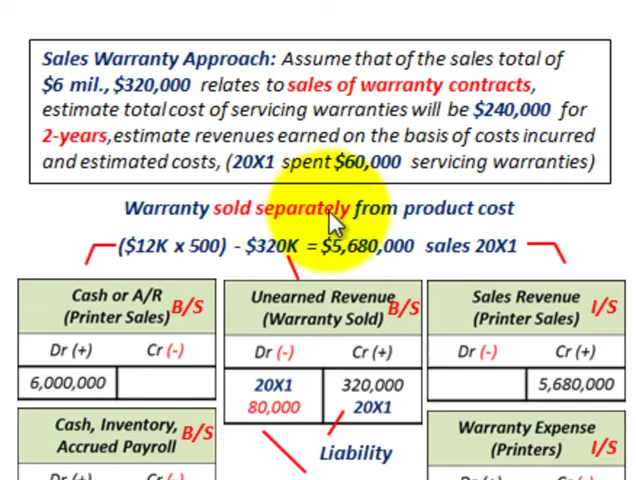 Sales Warranty Approach: Assume that of the sales total of
$6 mil., $320,000 relates to sales of warranty contracts,
estimate total cost of servicing warranties will be $240,000 for
2-years, estimate revenues earned on the basis of costs incurred
and estimated costs, (20X1 spent $60,000 servicing warranties)
Warranty sold separately from product cost
($12K x 500) - $320K = $5,680,000 sales 20X1
Cash or A/R
(Printer Sales) B/S
Dr (+) Cr (-)
6,000,000
Unearned Revenue
(Warranty Sold) B/S
Dr (-) Cr (+)
20X1 320,000
80,000 20X1
Sales Revenue
(Printer Sales) I/S
Dr (-) Cr (+)
5,680,000
Cash, Inventory,
Accrued Payroll B/S
Dr (+) Cr (-)
Liability
Warranty Expense
(Printers) I/S
Dr (+) Cr (-)